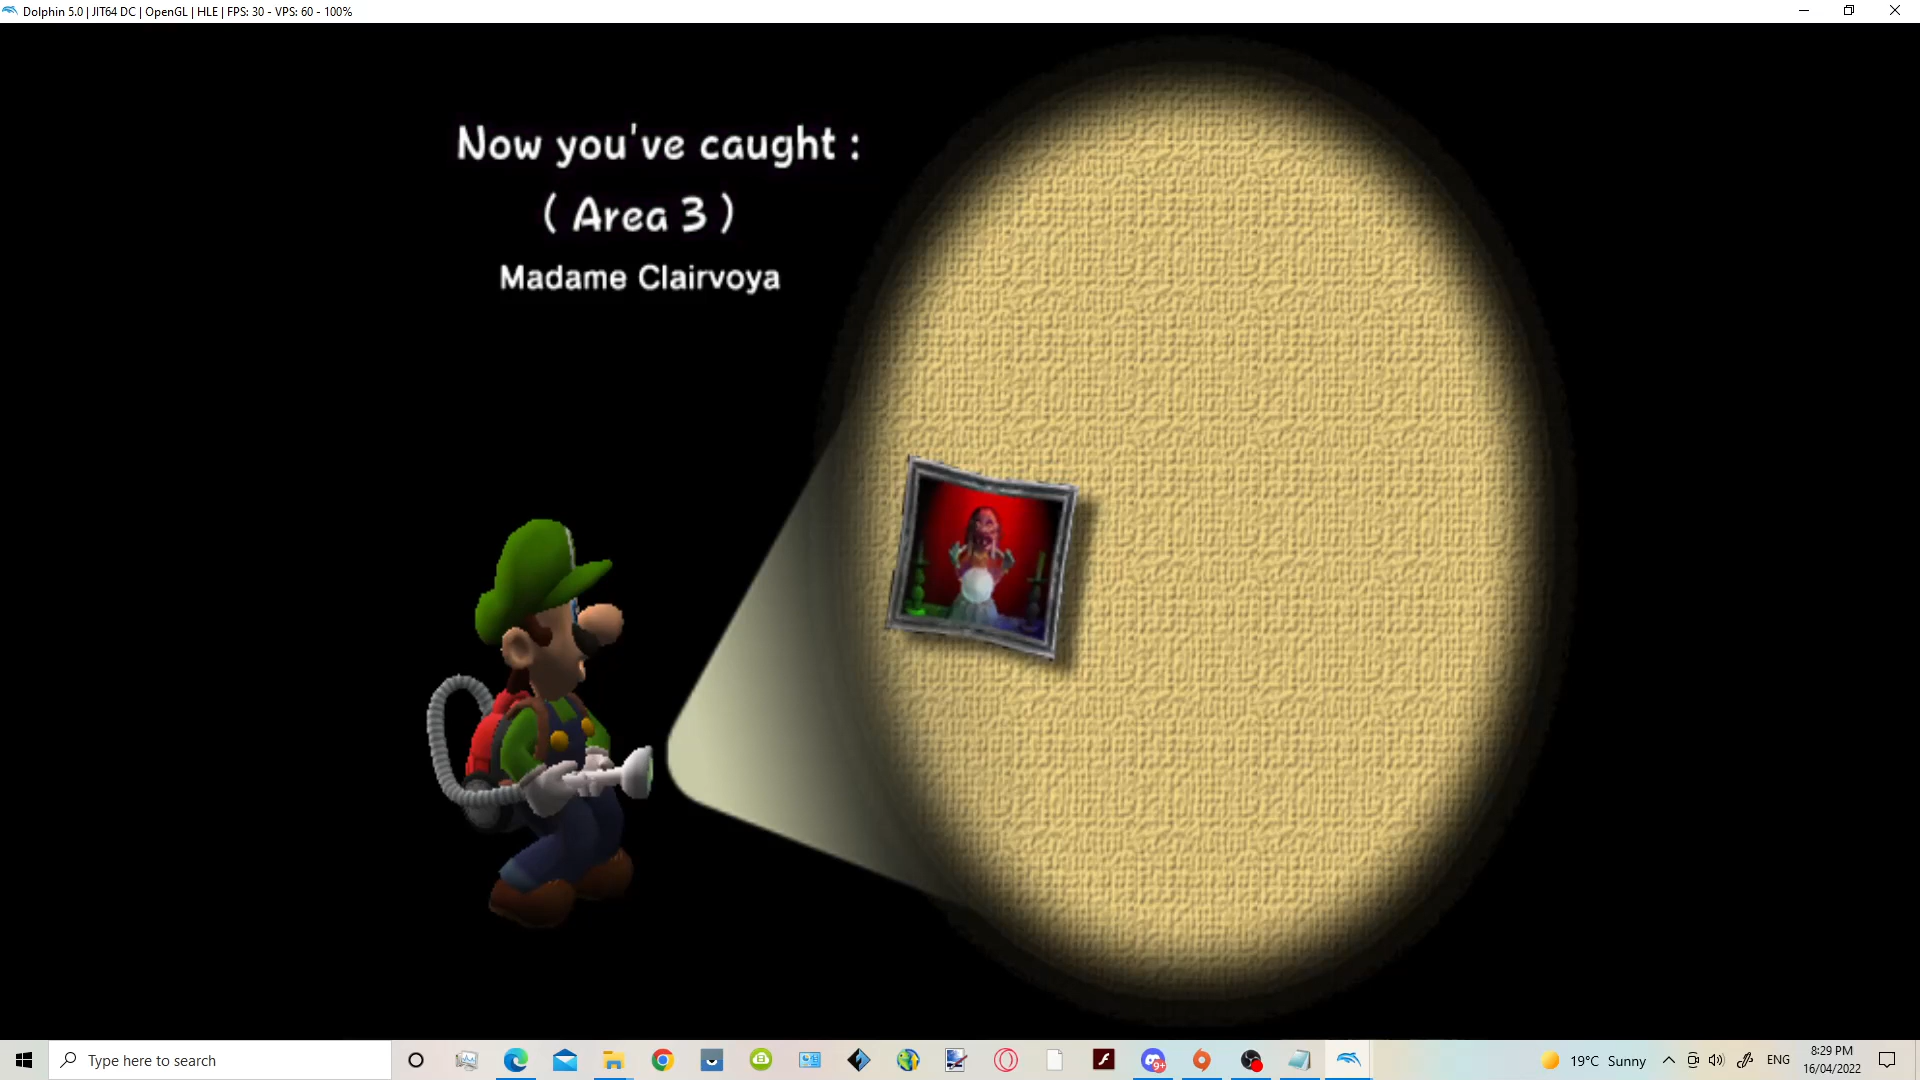 Dolphin 5.0 | JIT64 DC | OpenGL | HLE | FPS: 30 - VPS: 60 - 100%
Now you've caught :
( Area 3 )
Madame Clairvoya
Type here to search
9+
19°C Sunny
ENG
8:29 PM
16/04/2022